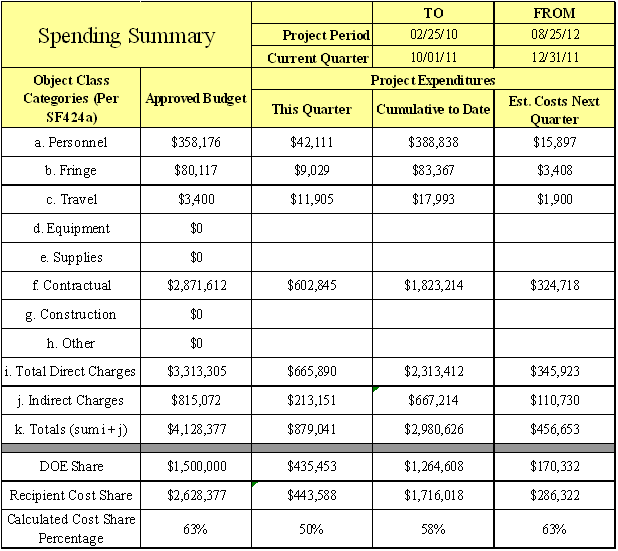 Spending Summary
TO FROM
Project Period 02/25/10 08/25/12
Current Quarter 10/01/11 12/31/11
Object Class
Categories (Per
SF424a)
Approved Budget
Project Expenditures
This Quarter Cumulative to Date Est. Costs Next
Quarter
a. Personnel $358,176 $42,111 $388,838 $15,897
b. Fringe $80,117 $9,029 $83,367 $3,408
c. Travel $3,400 $11,905 $17,993 $1,900
d. Equipment $0
e. Supplies $0
f. Contractual $2,871,612 $602,845 $1,823,214 $324,718
g. Construction $0
h. Other $0
i. Total Direct Charges $3,313,305 $665,890 $2,313,412 $345,923
j. Indirect Charges $815,072 $213,151 $667,214 $110,730
k. Totals (sum i + j) $4,128,377 $879,041 $2,980,626 $456,653
DOE Share $1,500,000 $435,453 $1,264,608 $170,332
Recipient Cost Share $2,628,377 $443,588 $1,716,018 $286,322
Calculated Cost Share
Percentage
63% 50% 58% 63%